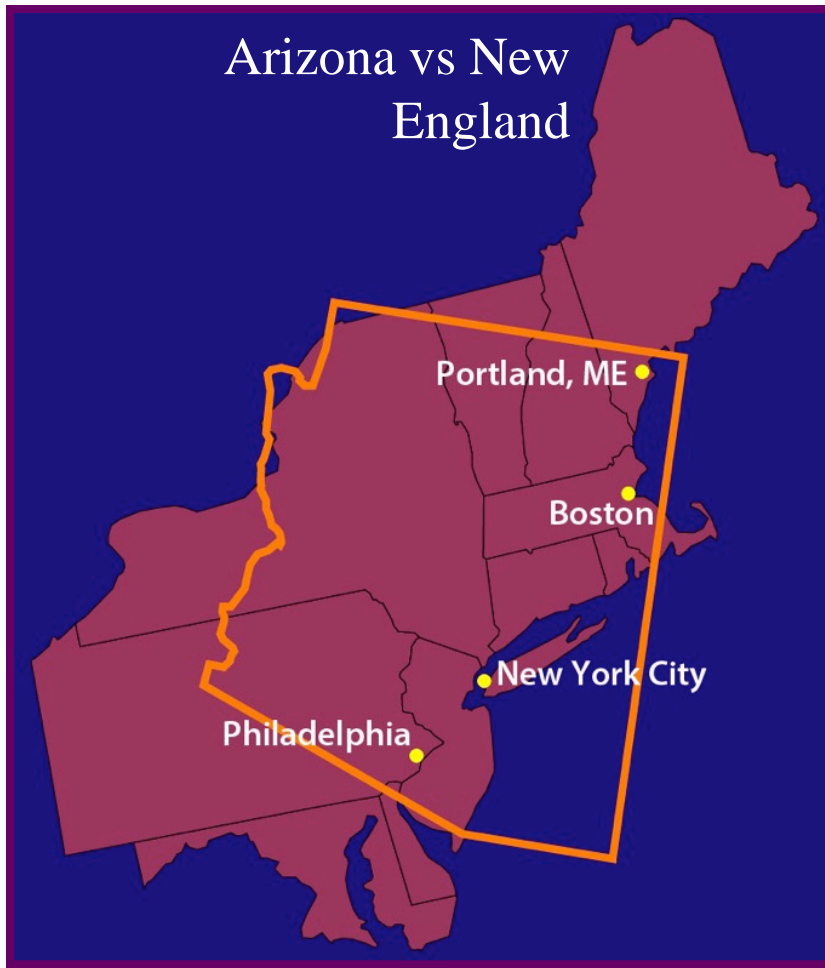 Arizona vs New
England
Portland, ME
Boston
New York City
Philadelphia